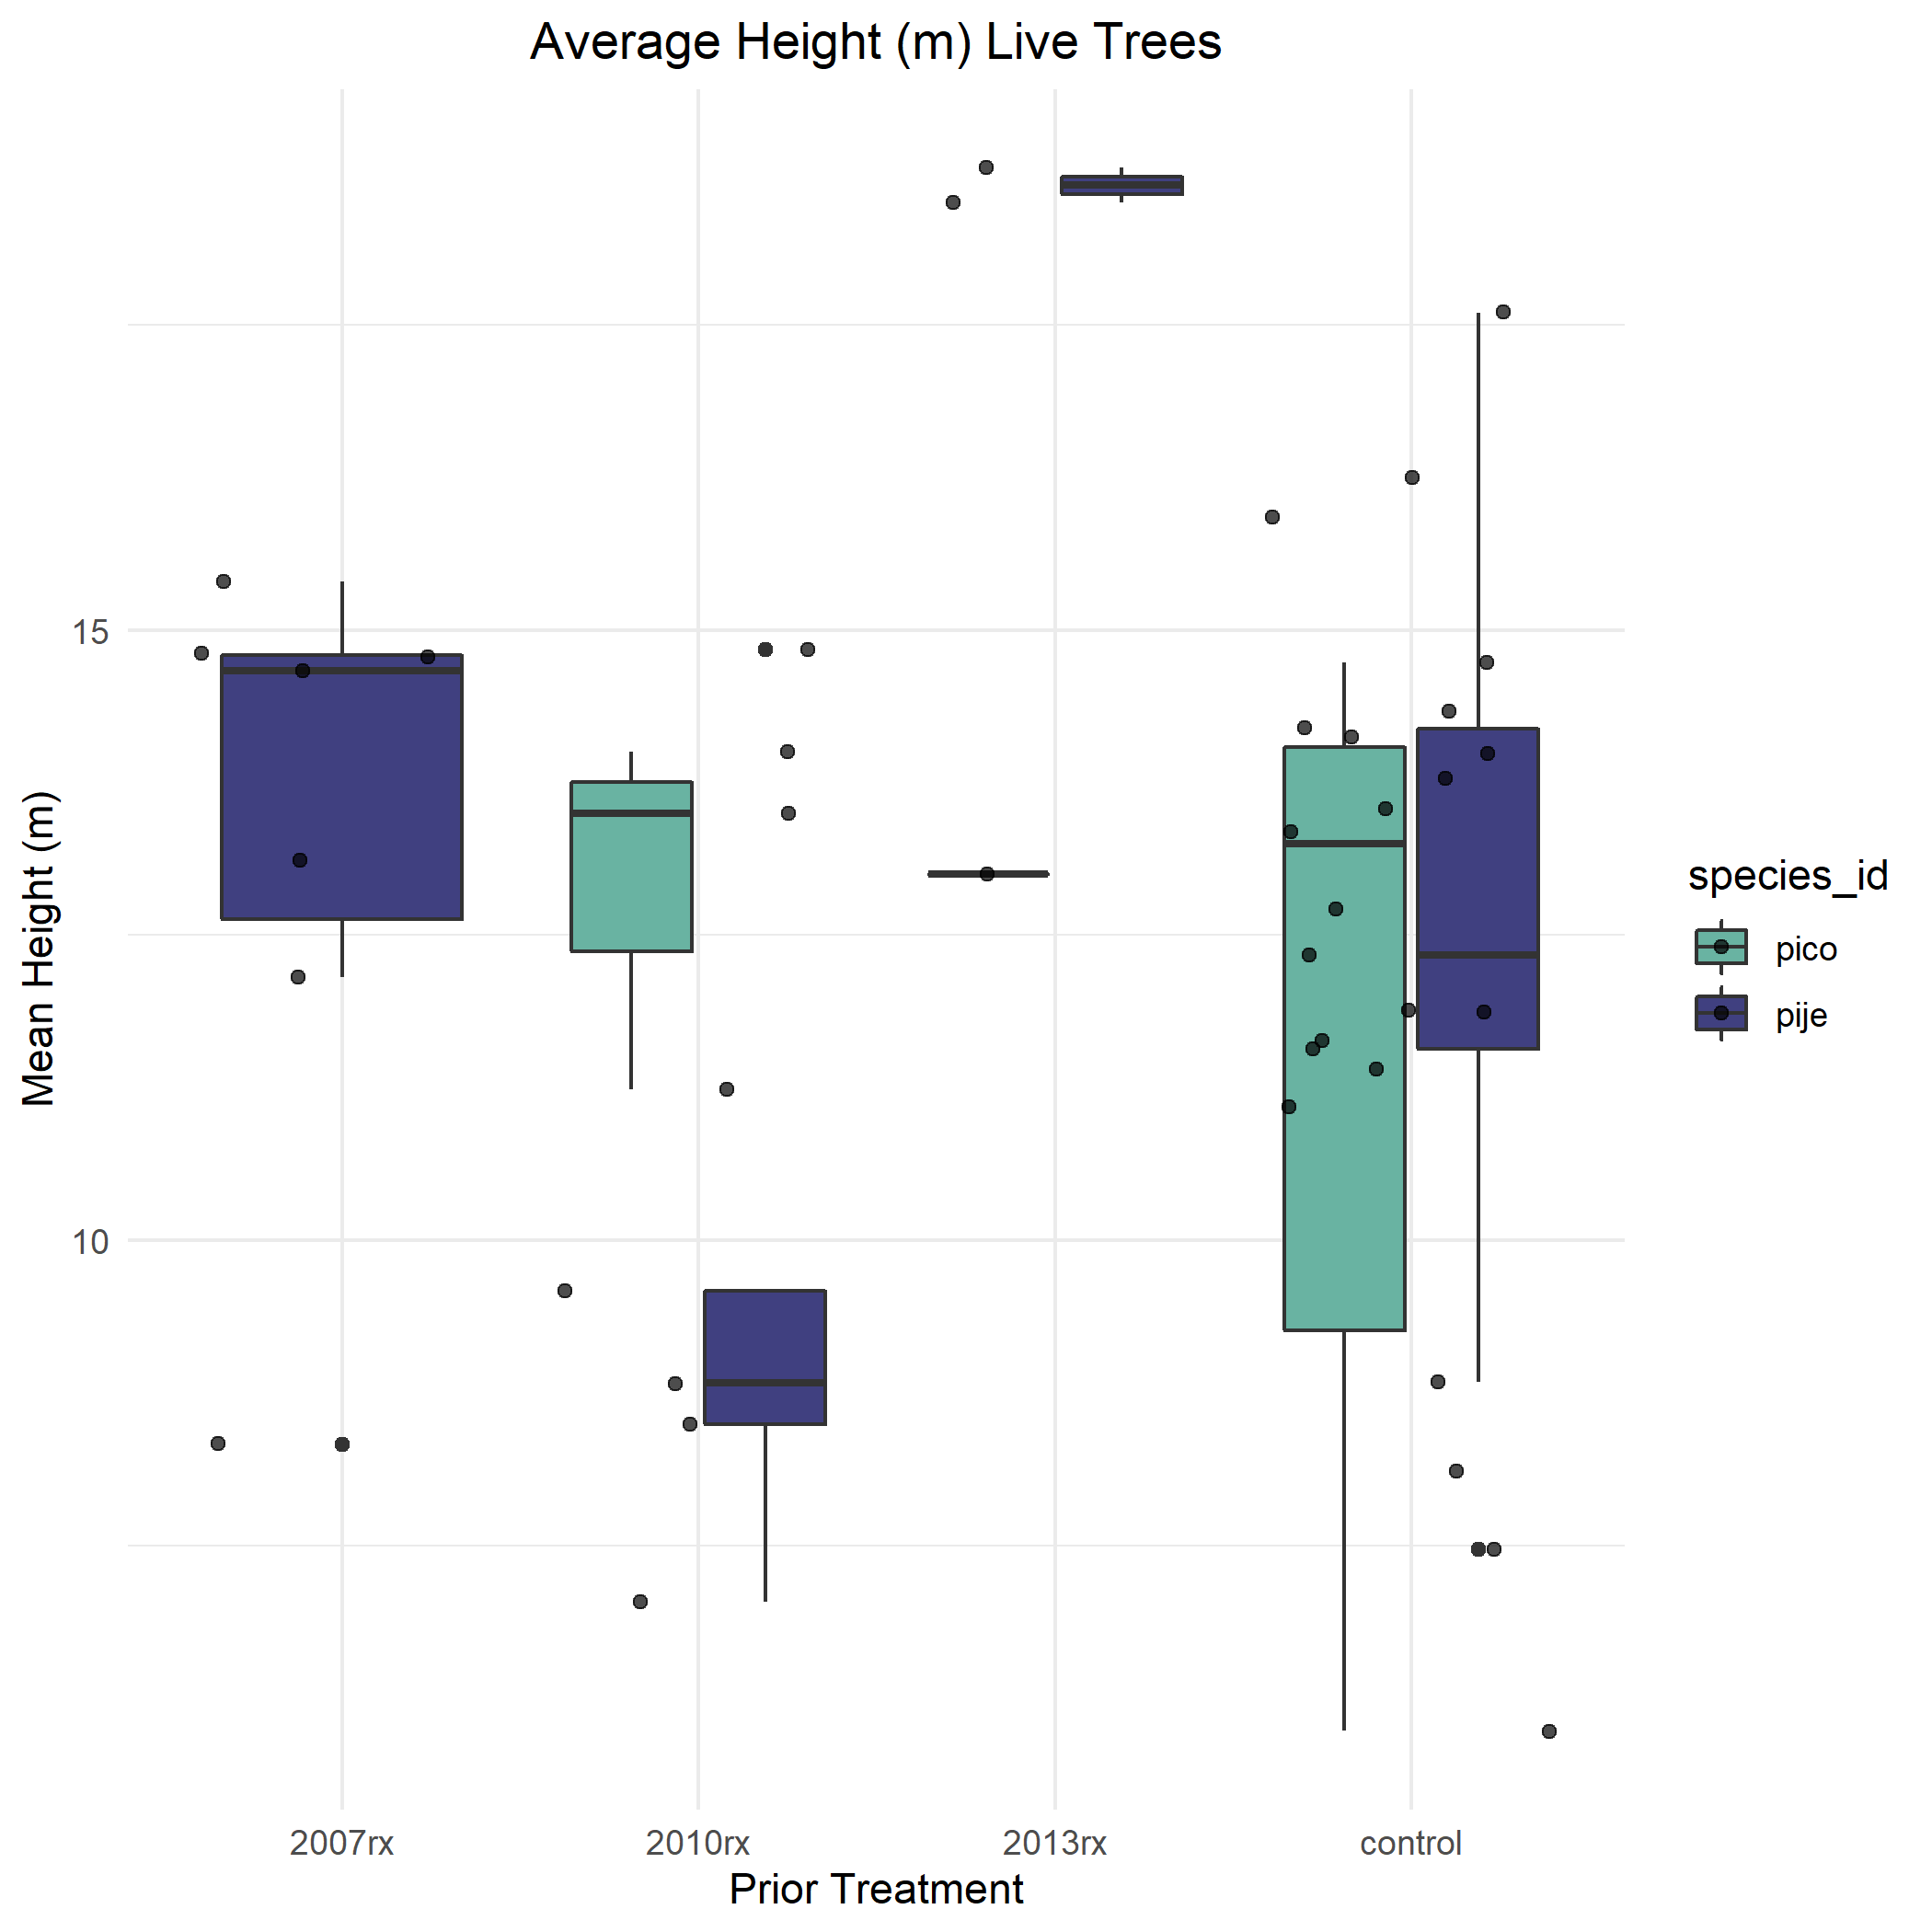 Average Height (m) Live Trees
Mean Height (m)
15
10
2007rx
2010rx
2013rx
control
Prior Treatment
species_id
pico
pije